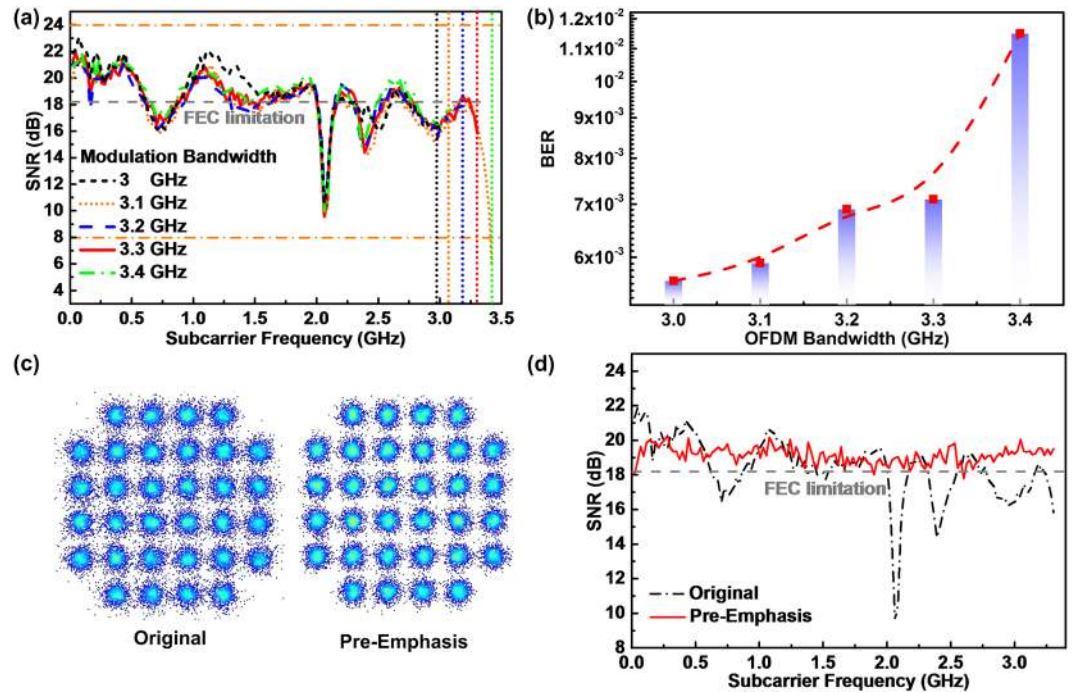 (a)
24
22
20
18
16
14
12
10
8
6
4
SNR (dB)
FEC limitation
Modulation Bandwidth
3 GHz
3.1 GHz
3.2 GHz
3.3 GHz
3.4 GHz
0.0 0.5 1.0 1.5 2.0 2.5 3.0 3.5
Subcarrier Frequency (GHz)
(b)
1.2x10⁻²
1.1x10⁻²
10⁻²
8x10⁻³
7x10⁻³
6x10⁻³
BER
3.0 3.1 3.2 3.3 3.4
OFDM Bandwidth (GHz)
(c)
Original Pre-Emphasis
(d)
24
22
20
18
16
14
12
10
8
SNR (dB)
FEC limitation
Original
Pre-Emphasis
0.0 0.5 1.0 1.5 2.0 2.5 3.0
Subcarrier Frequency (GHz)